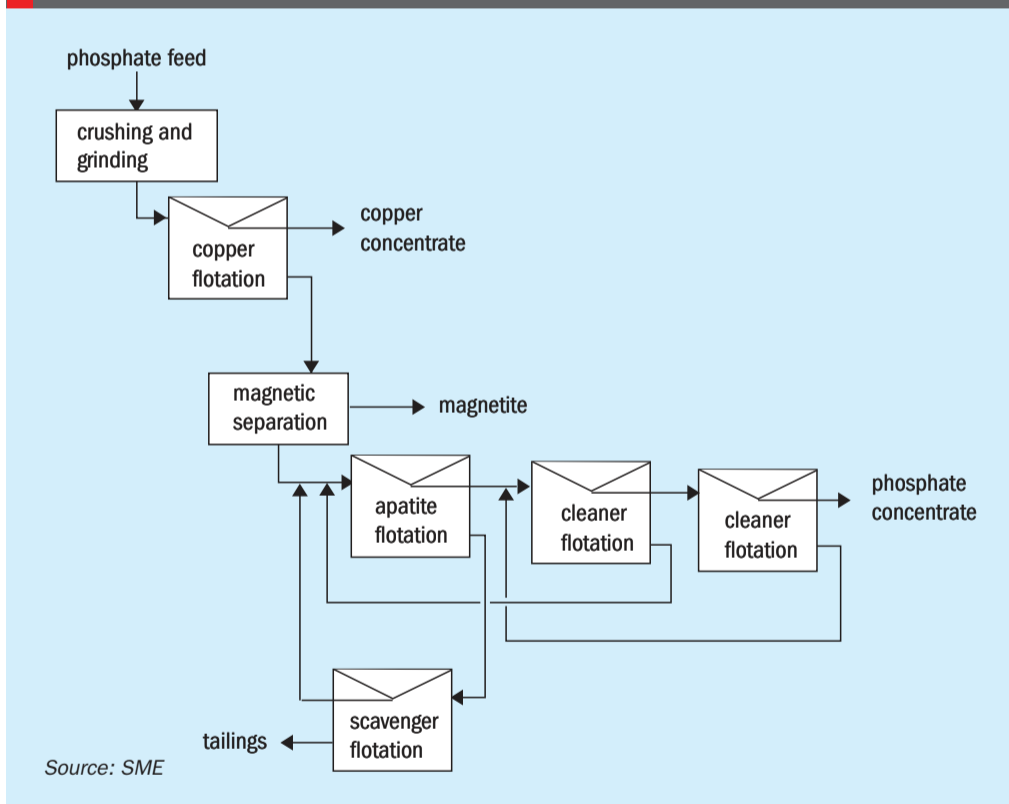 phosphate feed
crushing and
grinding
copper
concentrate
copper
flotation
magnetic
separation
magnetite
apatite
flotation
cleaner
flotation
cleaner
flotation
phosphate
concentrate
scavenger
flotation
tailings
Source: SME